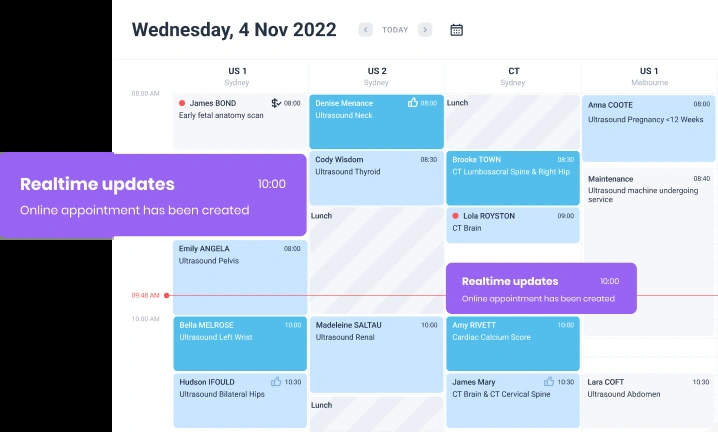 Wednesday, 4 Nov 2022
TODAY
US 1
Sydney
US 2
Sydney
CT
Sydney
US 1
Melbourne
08:00 AM
James BOND 08:00
Early fetal anatomy scan
Denise Menance 08:00
Ultrasound Neck
Lunch
Anna COOTE 08:00
Ultrasound Pregnancy <12 Weeks
Realtime updates 10:00
Online appointment has been created
Cody Wisdom 08:30
Ultrasound Thyroid
Brooke TOWN 08:30
CT Lumbosacral Spine & Right Hip
Maintenance 08:40
Ultrasound machine undergoing
service
Lunch
Lola ROYSTON 09:00
CT Brain
Emily ANGELA 08:00
Ultrasound Pelvis
Realtime updates 10:00
Online appointment has been created
09:48 AM
10:00 AM
Bella MELROSE 10:00
Ultrasound Left Wrist
Madeleine SALTAU 10:00
Ultrasound Renal
Amy RIVETT 10:00
Cardiac Calcium Score
Hudson IFOULD 10:30
Ultrasound Bilateral Hips
Lunch
James Mary 10:30
CT Brain & CT Cervical Spine
Lara COFT 10:30
Ultrasound Abdomen